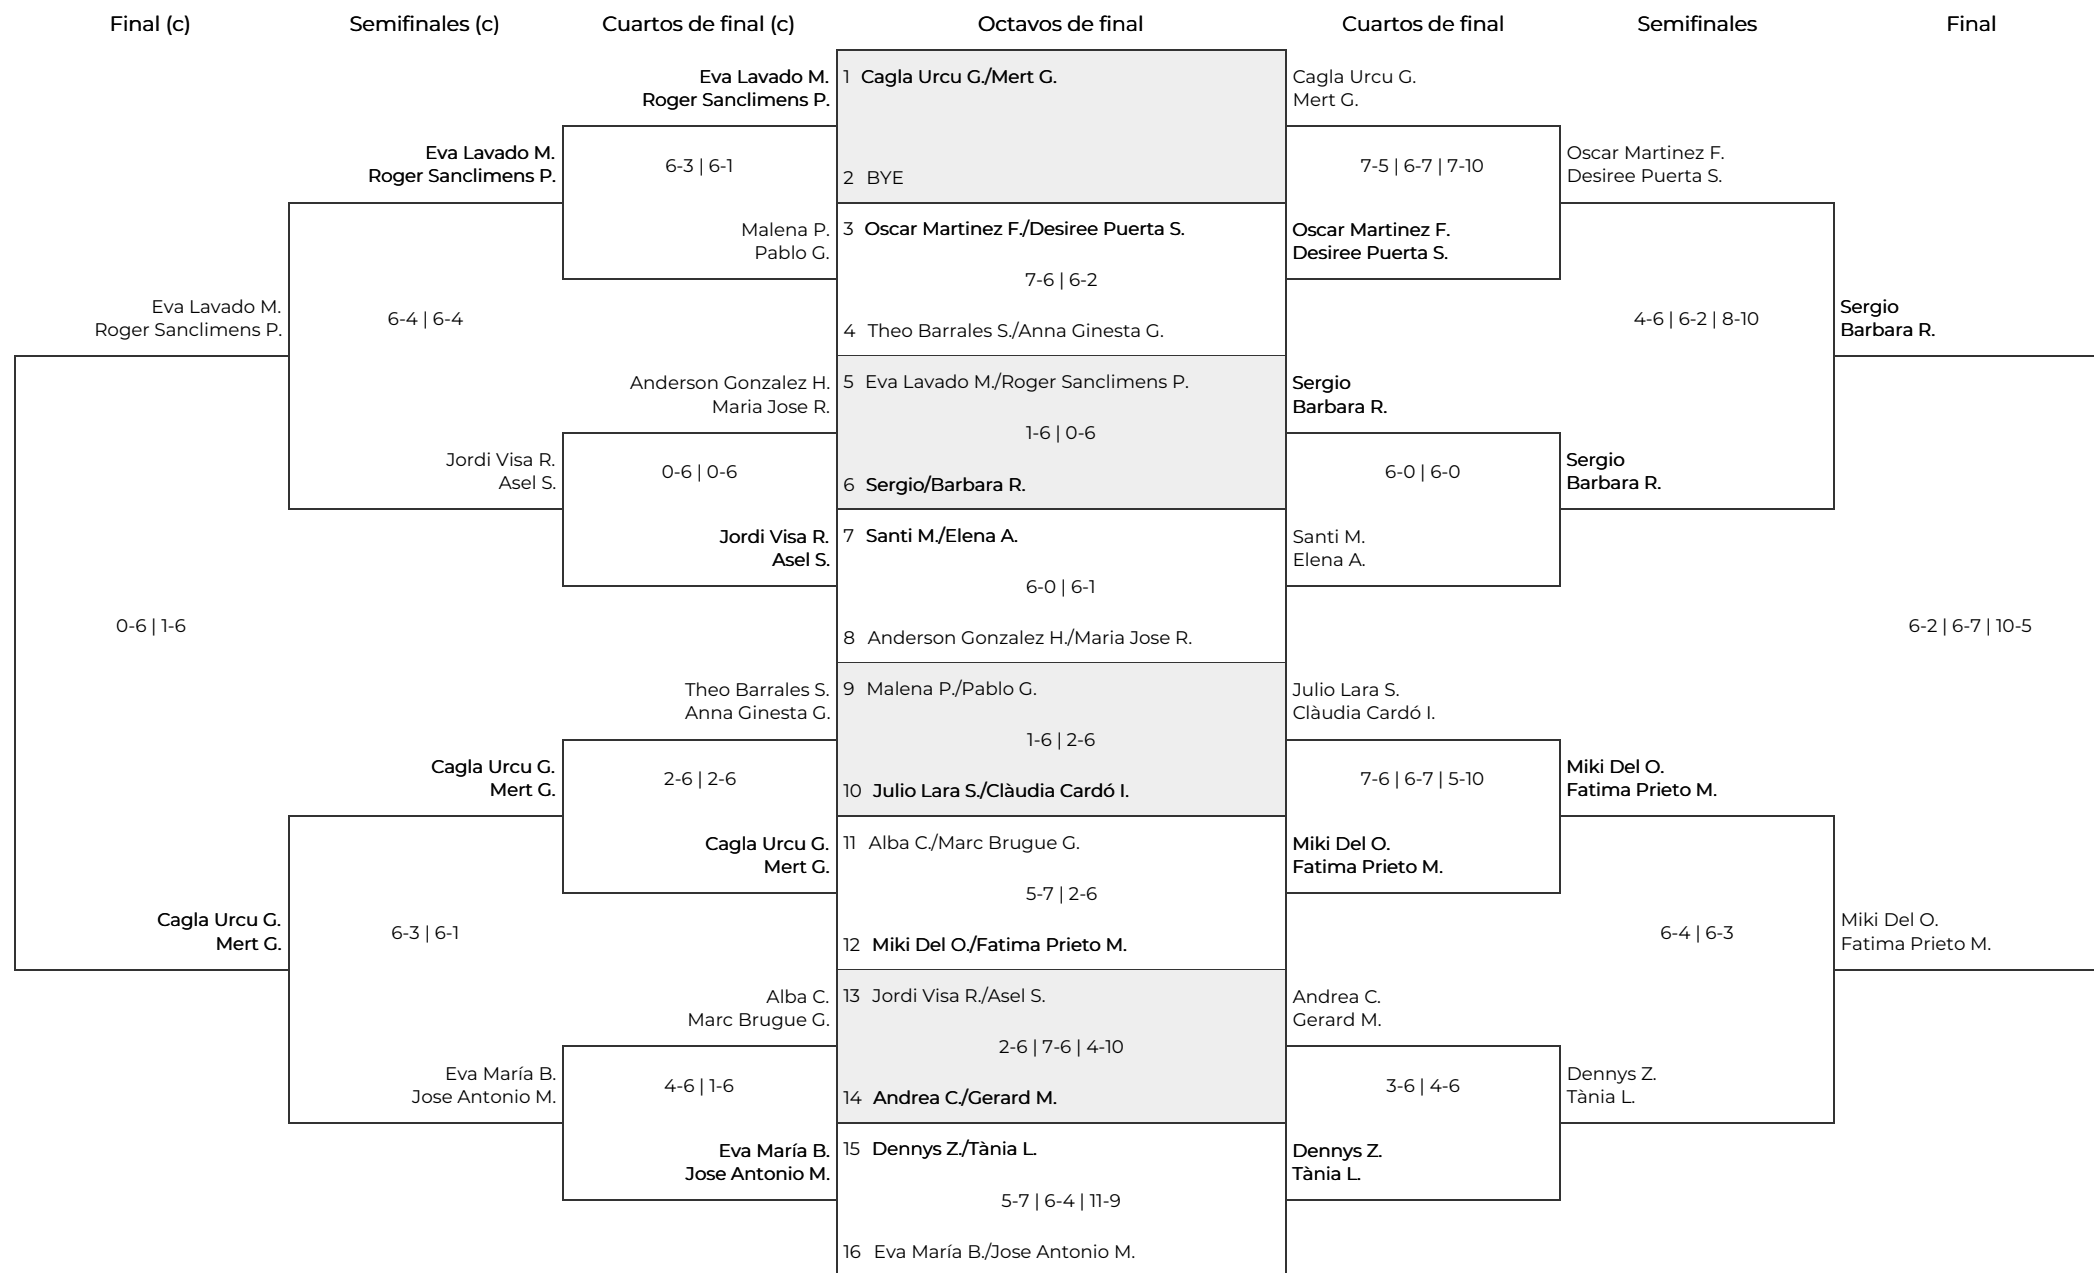 Final (c)
Semifinales (c)
Cuartos de final (c)
Octavos de final
Cuartos de final
Semifinales
Final
Eva Lavado M.
Roger Sanclimens P.
0-6 | 1-6
Cagla Urcu G.
Mert G.
Eva Lavado M.
Roger Sanclimens P.
6-4 | 6-4
Jordi Visa R.
Asel S.
Cagla Urcu G.
Mert G.
6-3 | 6-1
Eva María B.
Jose Antonio M.
Eva Lavado M.
Roger Sanclimens P.
6-3 | 6-1
Malena P.
Pablo G.
Anderson Gonzalez H.
Maria Jose R.
0-6 | 0-6
Jordi Visa R.
Asel S.
Theo Barrales S.
Anna Ginesta G.
2-6 | 2-6
Cagla Urcu G.
Mert G.
Alba C.
Marc Brugue G.
4-6 | 1-6
Eva María B.
Jose Antonio M.
1 Cagla Urcu G./Mert G.
2 BYE
3 Oscar Martinez F./Desiree Puerta S.
7-6 | 6-2
4 Theo Barrales S./Anna Ginesta G.
5 Eva Lavado M./Roger Sanclimens P.
1-6 | 0-6
6 Sergio/Barbara R.
7 Santi M./Elena A.
6-0 | 6-1
8 Anderson Gonzalez H./Maria Jose R.
9 Malena P./Pablo G.
1-6 | 2-6
10 Julio Lara S./Clàudia Cardó I.
11 Alba C./Marc Brugue G.
5-7 | 2-6
12 Miki Del O./Fatima Prieto M.
13 Jordi Visa R./Asel S.
2-6 | 7-6 | 4-10
14 Andrea C./Gerard M.
15 Dennys Z./Tània L.
5-7 | 6-4 | 11-9
16 Eva María B./Jose Antonio M.
Cagla Urcu G.
Mert G.
7-5 | 6-7 | 7-10
Oscar Martinez F.
Desiree Puerta S.
Sergio
Barbara R.
6-0 | 6-0
Santi M.
Elena A.
Julio Lara S.
Clàudia Cardó I.
7-6 | 6-7 | 5-10
Miki Del O.
Fatima Prieto M.
Andrea C.
Gerard M.
3-6 | 4-6
Dennys Z.
Tània L.
Oscar Martinez F.
Desiree Puerta S.
4-6 | 6-2 | 8-10
Sergio
Barbara R.
Miki Del O.
Fatima Prieto M.
6-4 | 6-3
Dennys Z.
Tània L.
Sergio
Barbara R.
6-2 | 6-7 | 10-5
Miki Del O.
Fatima Prieto M.